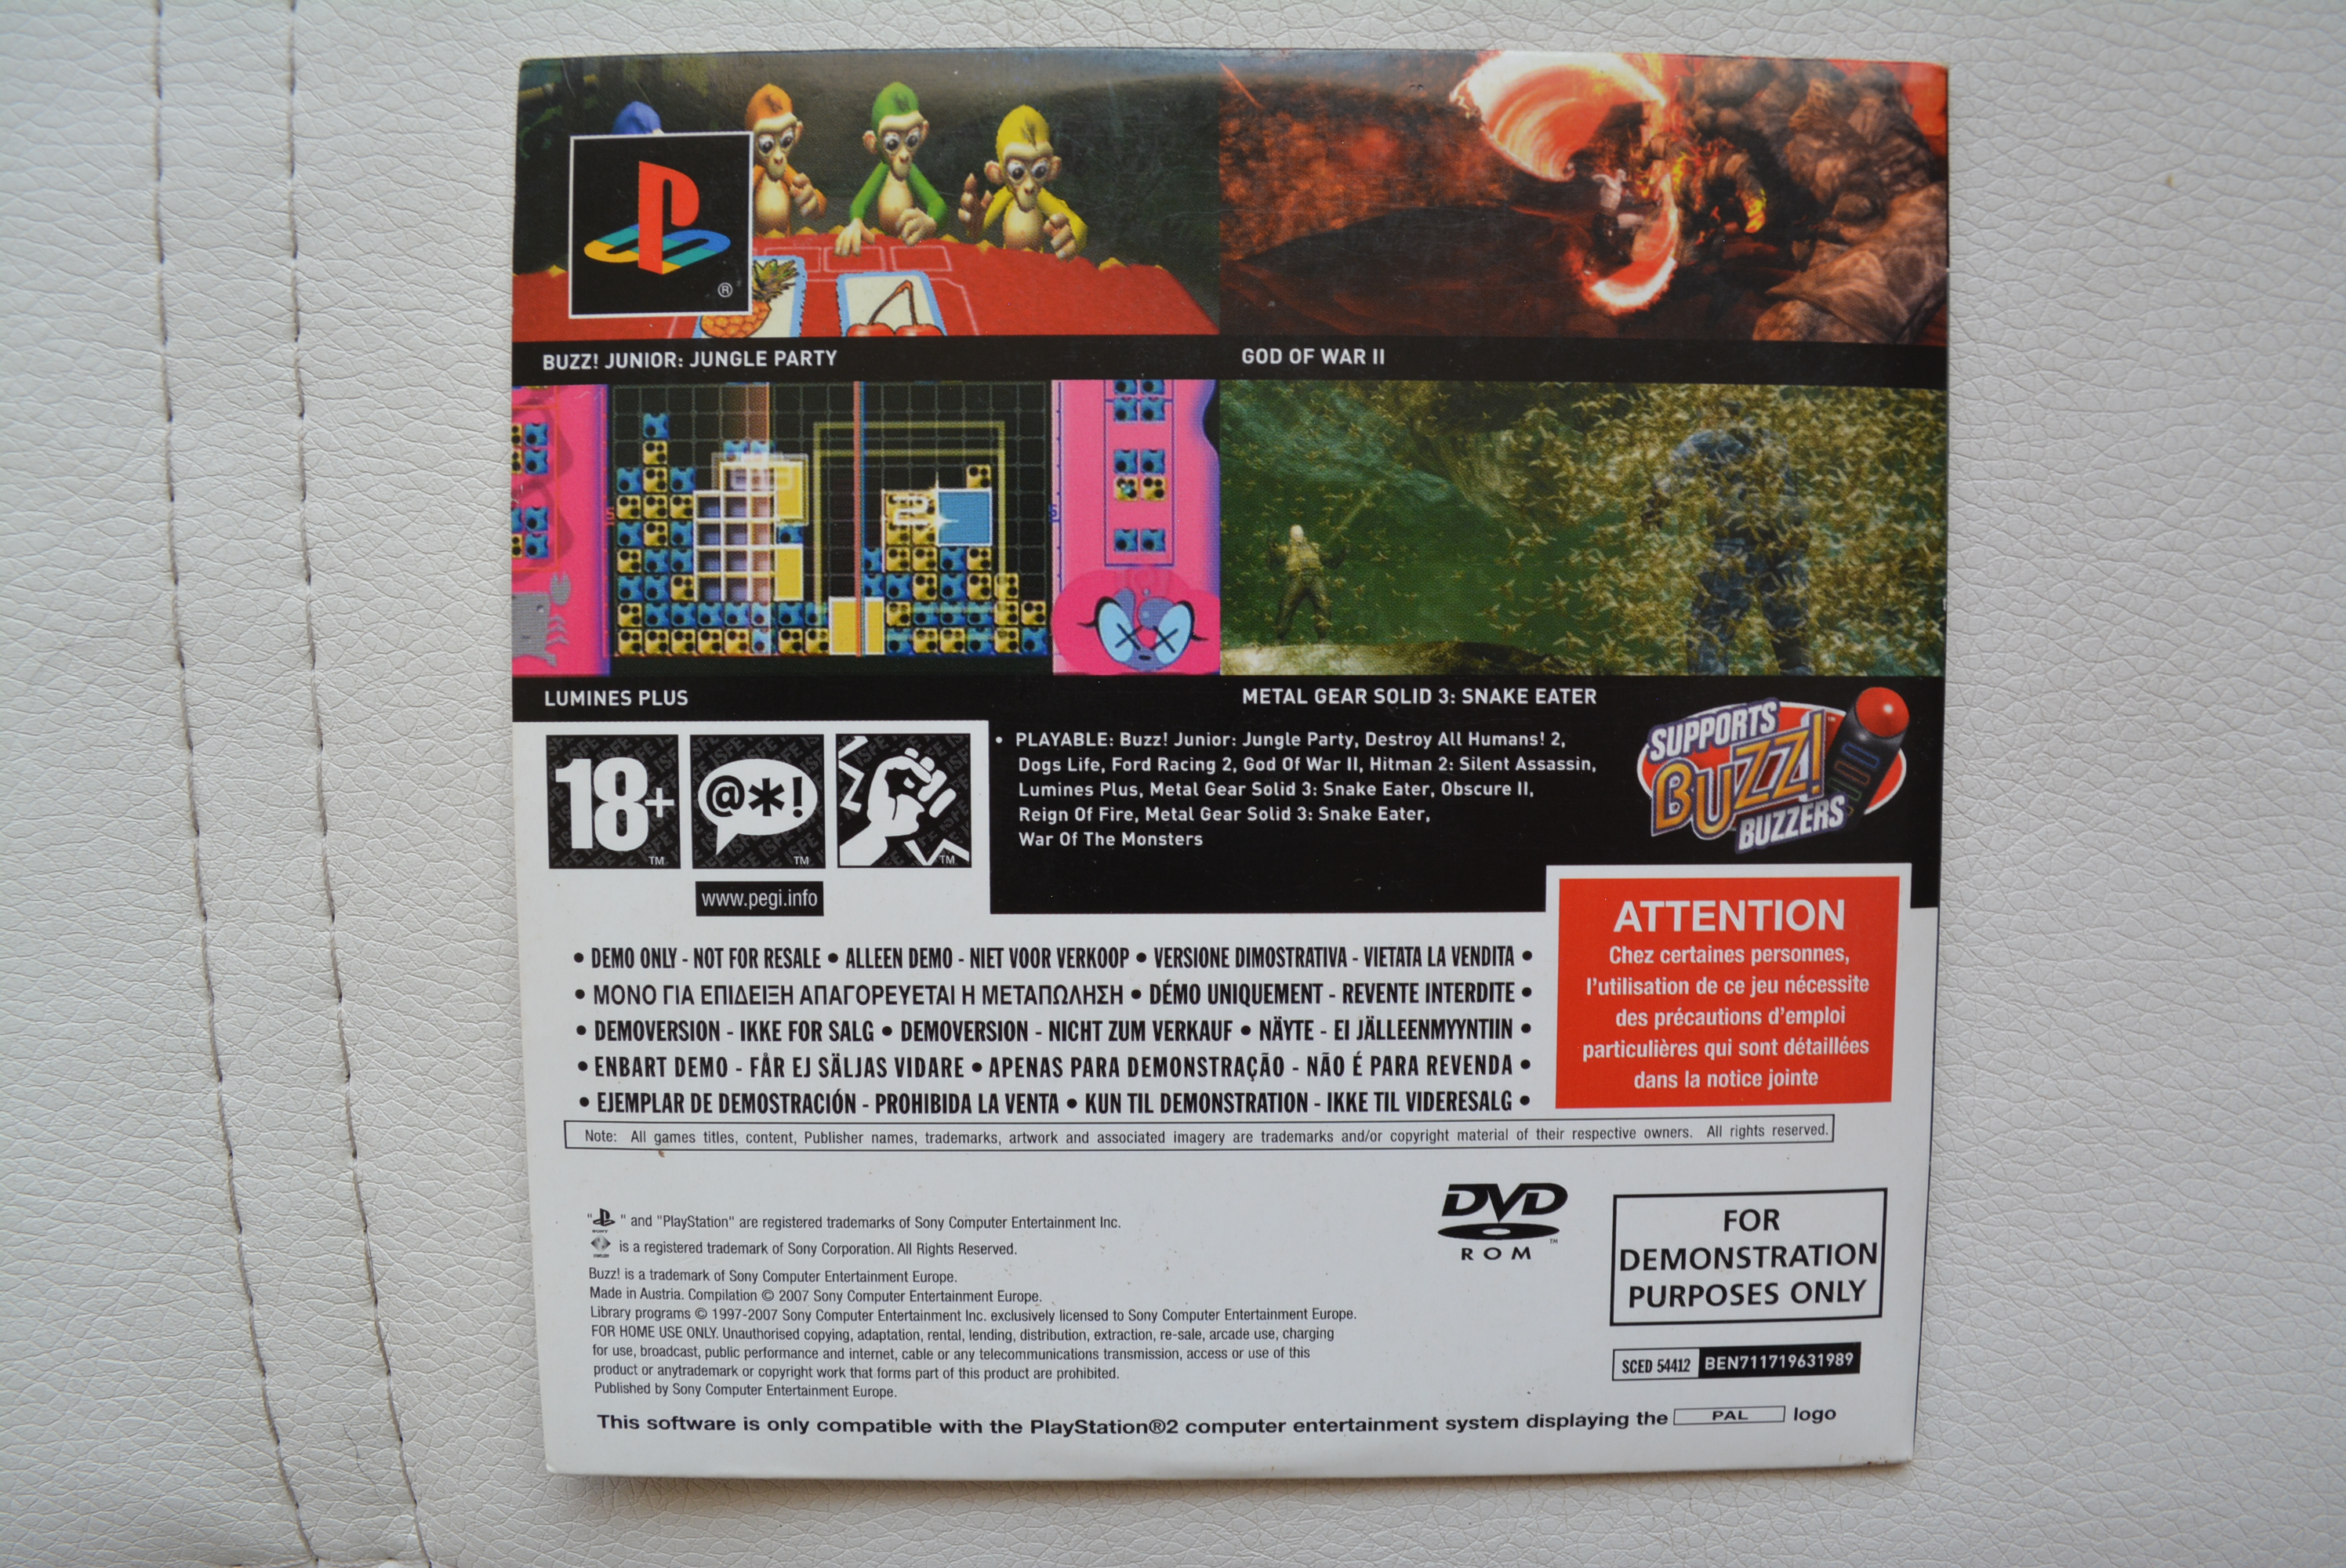 ®
BUZZ! JUNIOR: JUNGLE PARTY
GOD OF WAR II
2
LUMINES PLUS
METAL GEAR SOLID 3: SNAKE EATER
18+
TM
@*!
TM
TM
www.pegi.info
• PLAYABLE: Buzz! Junior: Jungle Party, Destroy All Humans! 2,
Dogs Life, Ford Racing 2, God Of War II, Hitman 2: Silent Assassin,
Lumines Plus, Metal Gear Solid 3: Snake Eater, Obscure II,
Reign Of Fire, Metal Gear Solid 3: Snake Eater,
War Of The Monsters
SUPPORTS
BUZZ!
BUZZERS
ATTENTION
Chez certaines personnes,
l'utilisation de ce jeu nécessite
des précautions d'emploi
particulières qui sont détaillées
dans la notice jointe
• DEMO ONLY - NOT FOR RESALE • ALLEEN DEMO - NIET VOOR VERKOOP • VERSIONE DIMOSTRATIVA - VIETATA LA VENDITA •
• ΜΟΝΟ ΓΙΑ ΕΠΙΔΕΙΞΗ ΑΠΑΓΟΡΕΥΕΤΑΙ Η ΜΕΤΑΠΩΛΗΣΗ • DÉMO UNIQUEMENT - REVENTE INTERDITE •
• DEMOVERSION - IKKE FOR SALG • DEMOVERSION - NICHT ZUM VERKAUF • NÄYTE - EI JÄLLEENMYYNTIIN •
• ENBART DEMO - FÅR EJ SÄLJAS VIDARE • APENAS PARA DEMONSTRAÇÃO - NÃO É PARA REVENDA •
• EJEMPLAR DE DEMOSTRACIÓN - PROHIBIDA LA VENTA • KUN TIL DEMONSTRATION - IKKE TIL VIDERESALG •
Note: All games titles, content, Publisher names, trademarks, artwork and associated imagery are trademarks and/or copyright material of their respective owners. All rights reserved.
" " and "PlayStation" are registered trademarks of Sony Computer Entertainment Inc.
is a registered trademark of Sony Corporation. All Rights Reserved.
Buzz! is a trademark of Sony Computer Entertainment Europe.
Made in Austria. Compilation © 2007 Sony Computer Entertainment Europe.
Library programs © 1997-2007 Sony Computer Entertainment Inc. exclusively licensed to Sony Computer Entertainment Europe.
FOR HOME USE ONLY. Unauthorised copying, adaptation, rental, lending, distribution, extraction, re-sale, arcade use, charging
for use, broadcast, public performance and internet, cable or any telecommunications transmission, access or use of this
product or anytrademark or copyright work that forms part of this product are prohibited.
Published by Sony Computer Entertainment Europe.
DVD
ROM
TM
FOR
DEMONSTRATION
PURPOSES ONLY
SCED 54412 BEN711719631989
This software is only compatible with the PlayStation®2 computer entertainment system displaying the PAL logo